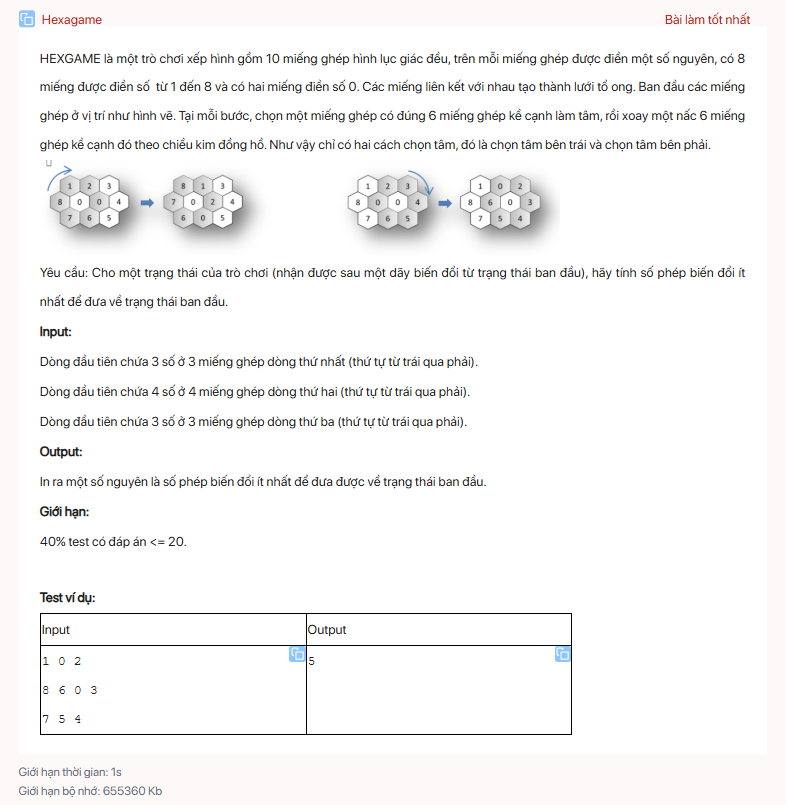 Hexagame
Bài làm tốt nhất
HEXGAME là một trò chơi xếp hình gồm 10 miếng ghép hình lục giác đều, trên mỗi miếng ghép được điền một số nguyên, có 8
miếng được điền số từ 1 đến 8 và có hai miếng điền số 0. Các miếng liên kết với nhau tạo thành lưới tổ ong. Ban đầu các miếng
ghép ở vị trí như hình vẽ. Tại mỗi bước, chọn một miếng ghép có đúng 6 miếng ghép kề cạnh làm tâm, rồi xoay một nấc 6 miếng
ghép kề cạnh đó theo chiều kim đồng hồ. Như vậy chỉ có hai cách chọn tâm, đó là chọn tâm bên trái và chọn tâm bên phải.
u
1 2 3 8 1 3 1 2 3 1 0 2
8 0 0 4 7 0 2 4 8 0 0 4 8 6 0 3
7 6 5 6 0 5 7 6 5 7 5 4
Yêu cầu: Cho một trạng thái của trò chơi (nhận được sau một dãy biến đổi từ trạng thái ban đầu), hãy tính số phép biến đổi ít
nhất để đưa về trạng thái ban đầu.
Input:
Dòng đầu tiên chứa 3 số ở 3 miếng ghép dòng thứ nhất (thứ tự từ trái qua phải).
Dòng đầu tiên chứa 4 số ở 4 miếng ghép dòng thứ hai (thứ tự từ trái qua phải).
Dòng đầu tiên chứa 3 số ở 3 miếng ghép dòng thứ ba (thứ tự từ trái qua phải).
Output:
In ra một số nguyên là số phép biến đổi ít nhất để đưa được về trạng thái ban đầu.
Giới hạn:
40% test có đáp án <= 20.
Test ví dụ:
Input Output
1 0 2 5
8 6 0 3
7 5 4
Giới hạn thời gian: 1s
Giới hạn bộ nhớ: 655360 Kb